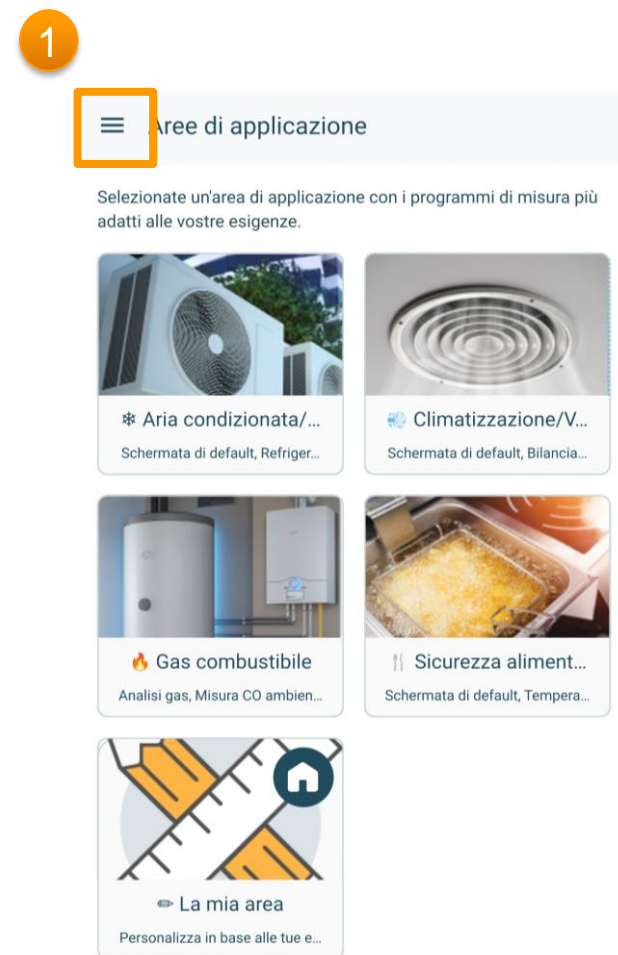 1
Aree di applicazione
Selezionate un'area di applicazione con i programmi di misura più
adatti alle vostre esigenze.
Aria condizionata/...
Schermata di default, Refriger...
Climatizzazione/V...
Schermata di default, Bilancia...
Gas combustibile
Analisi gas, Misura CO ambien...
Sicurezza aliment...
Schermata di default, Tempera...
La mia area
Personalizza in base alle tue e...